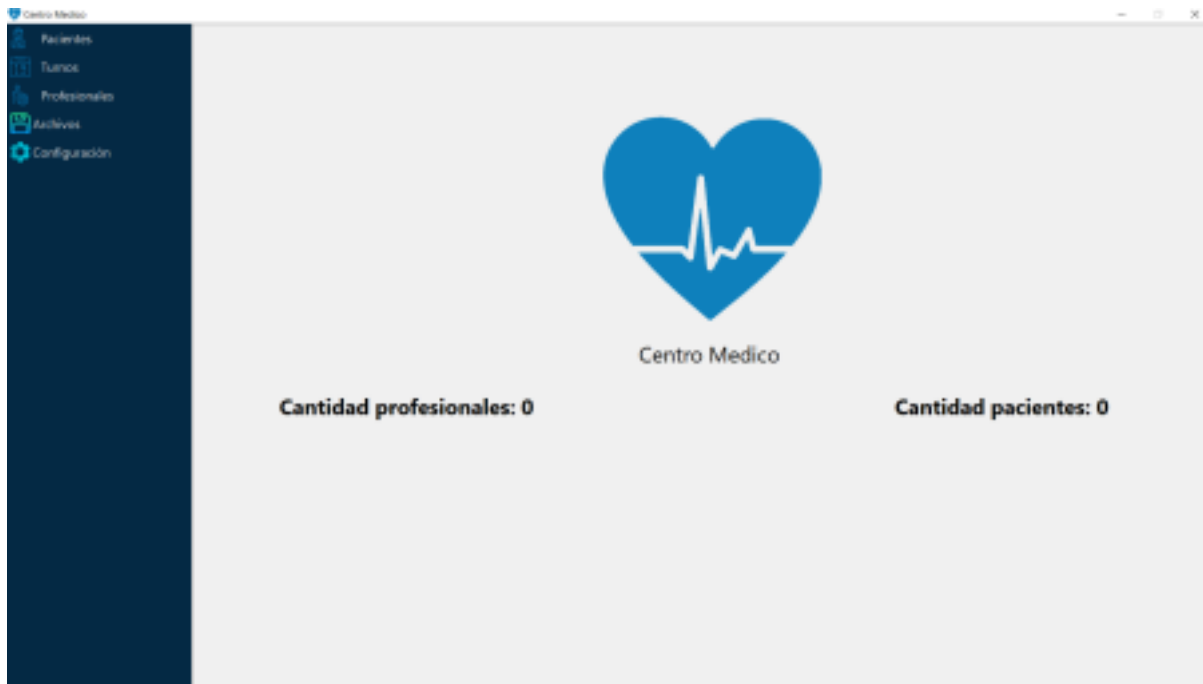 Centro Medico
Pacientes
Turnos
Profesionales
Archivos
Configuración
Centro Medico
Cantidad profesionales: 0
Cantidad pacientes: 0